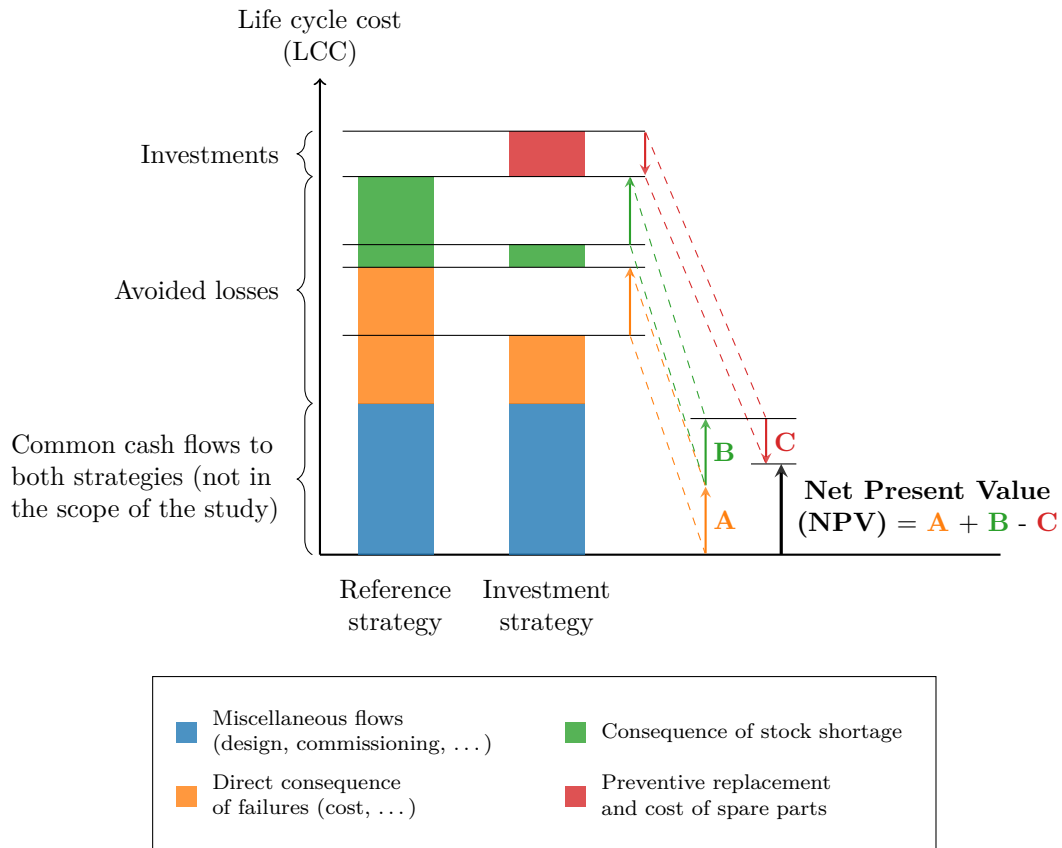 Life cycle cost
(LCC)
Investments
Avoided losses
Common cash flows to
both strategies (not in
the scope of the study)
B
C
A
Net Present Value
(NPV) = A + B - C
Reference
strategy
Investment
strategy
Miscellaneous flows
(design, commissioning, . . . )
Direct consequence
of failures (cost, . . . )
Consequence of stock shortage
Preventive replacement
and cost of spare parts